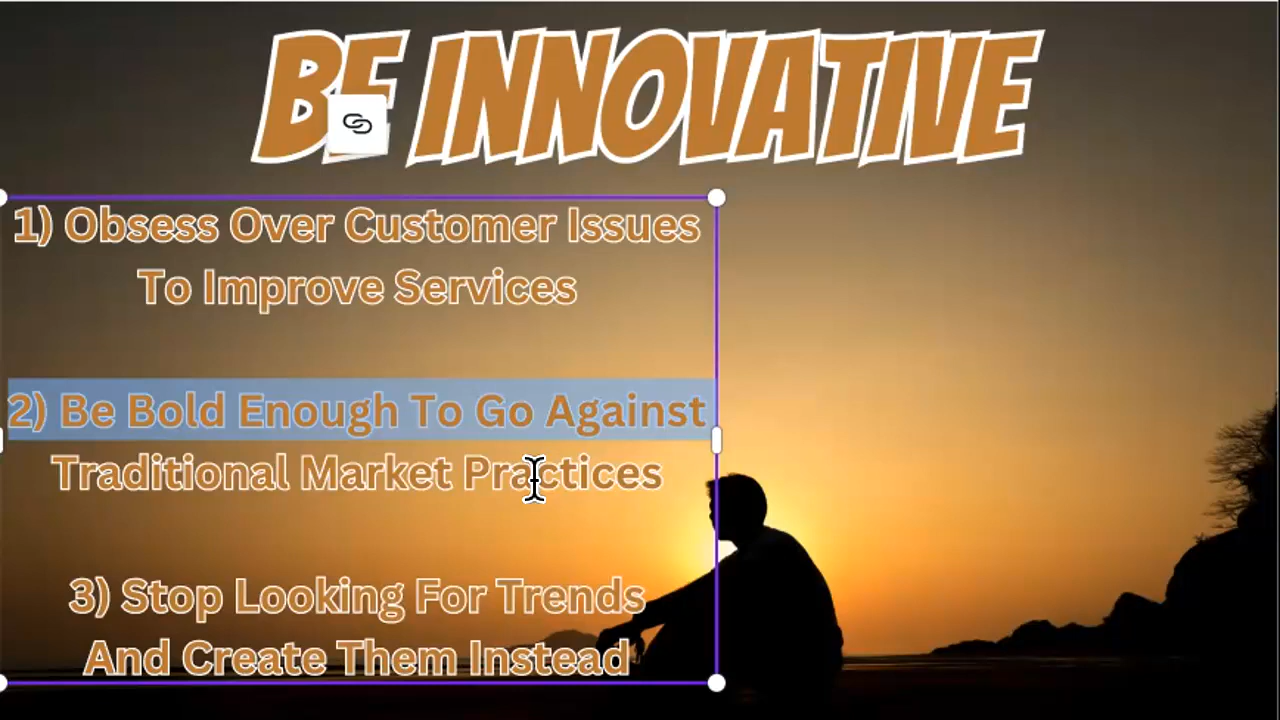 BE INNOVATIVE
1) Obsess Over Customer Issues
To Improve Services
2) Be Bold Enough To Go Against
Traditional Market Practices
3) Stop Looking For Trends
And Create Them Instead